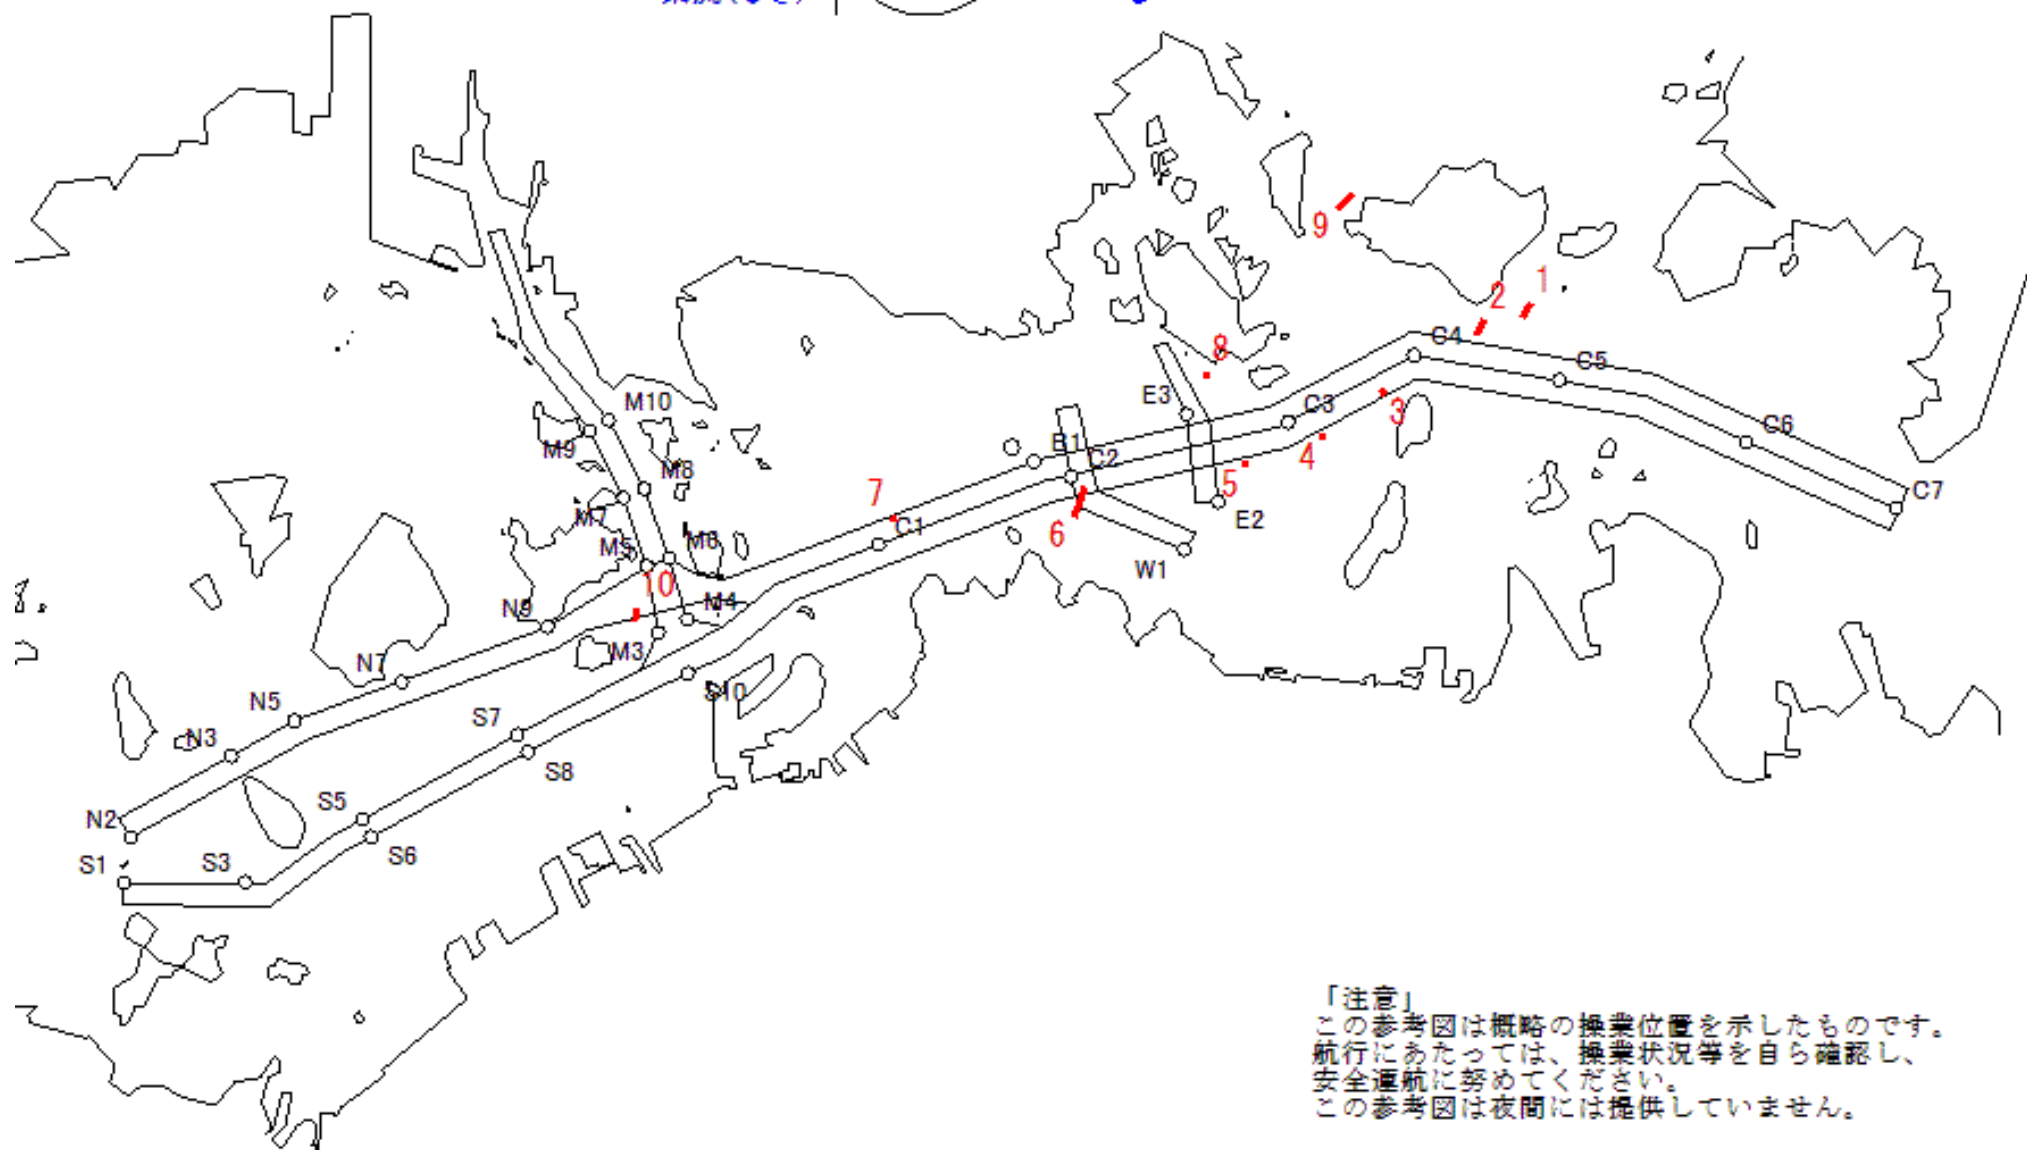 1
2
9
C4
8
C5
3
E3
C3
4
M10
C6
B1
M9
C2
M8
5
C7
7
E2
M7
C1
6
M5
M6
W1
10
N9
M4
M3
N7
S10
N5
S7
N3
S8
S5
N2
S6
S1
S3
「注意」
この参考図は概略の操業位置を示したものです。
航行にあたっては、操業状況等を自ら確認し、
安全運航に努めてください。
この参考図は夜間には提供していません。